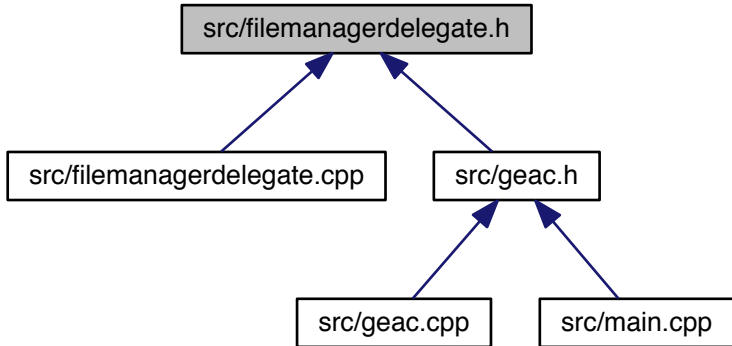 src/filemanagerdelegate.h
src/filemanagerdelegate.cpp
src/geac.h
src/geac.cpp
src/main.cpp